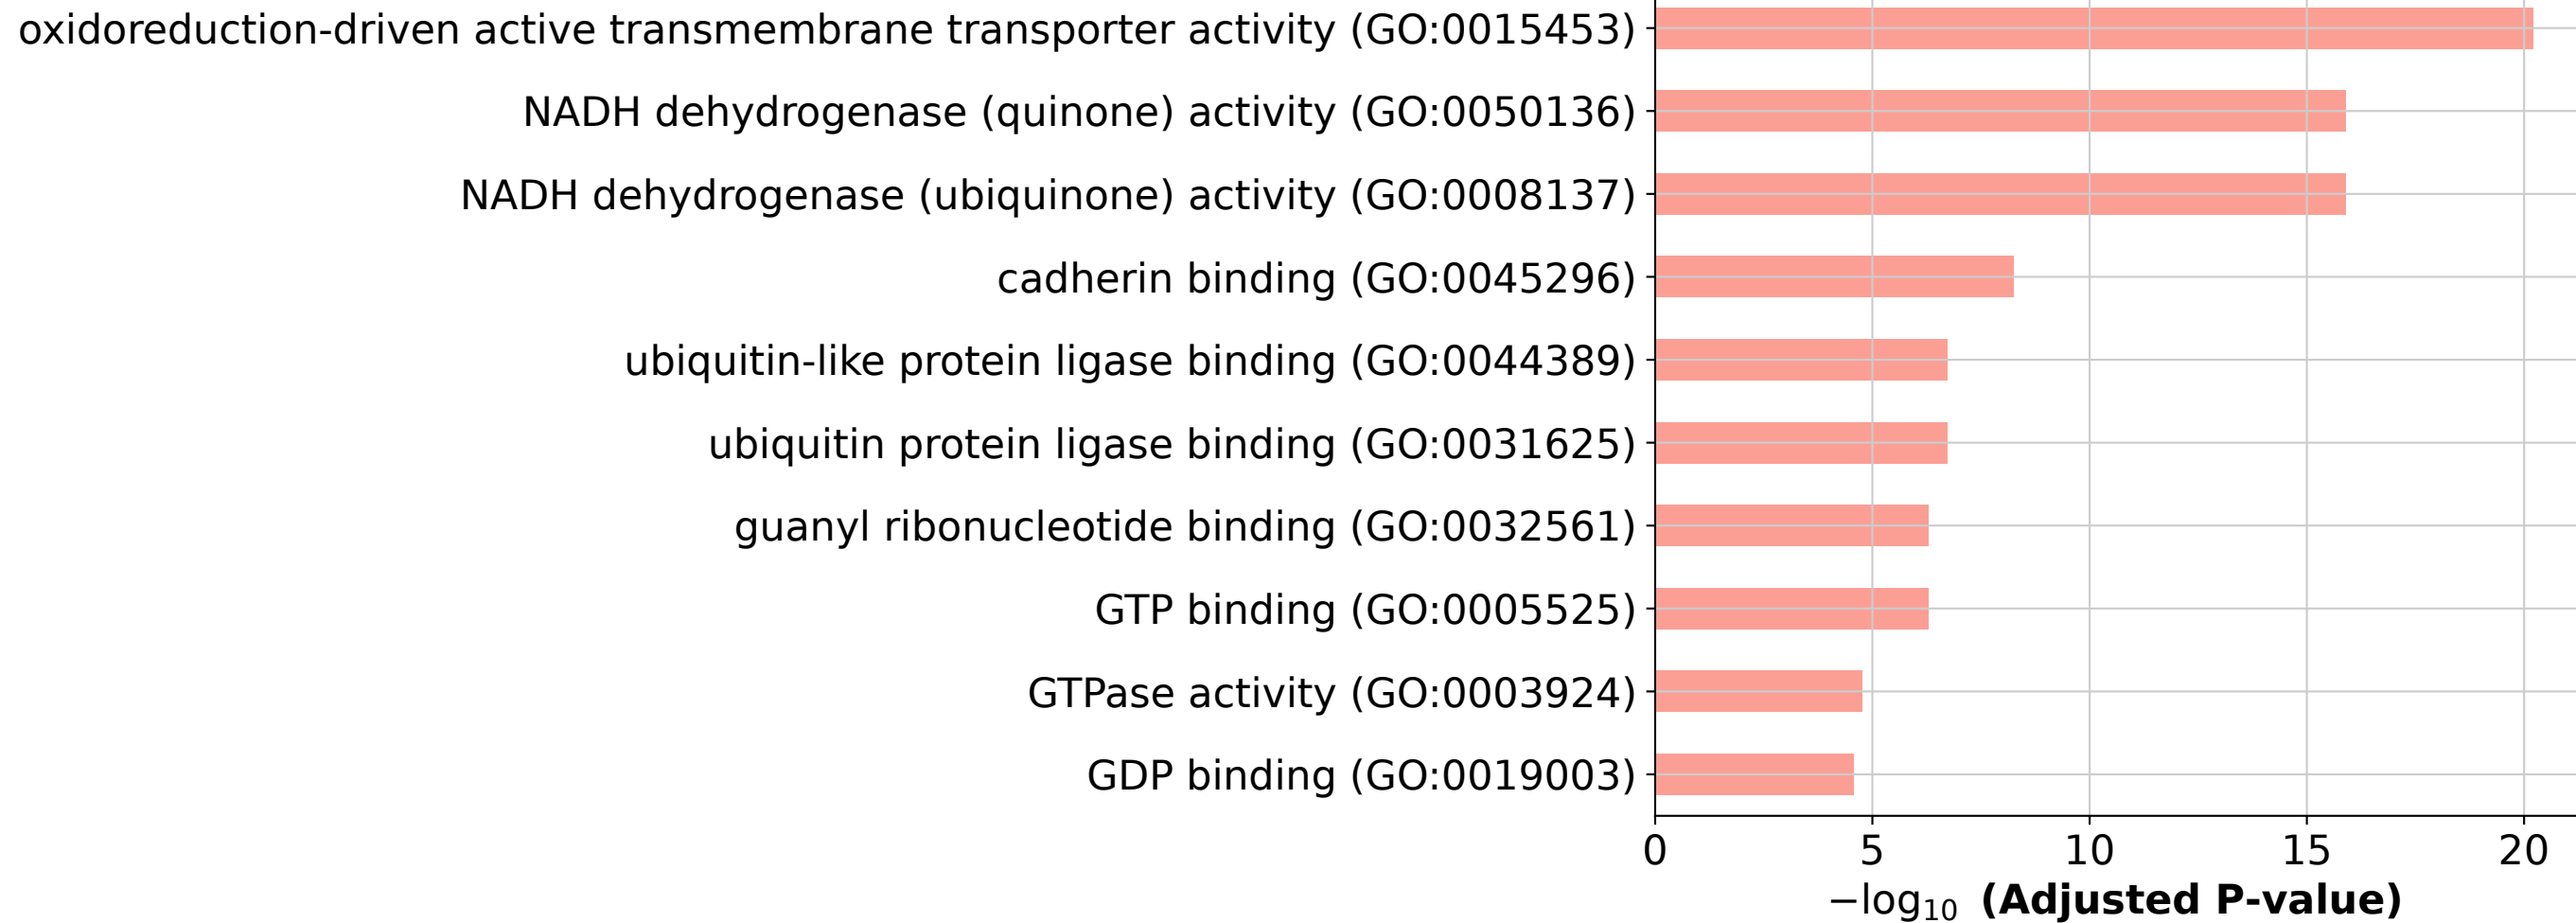 oxidoreduction-driven active transmembrane transporter activity (GO:0015453)
NADH dehydrogenase (quinone) activity (GO:0050136)
NADH dehydrogenase (ubiquinone) activity (GO:0008137)
cadherin binding (GO:0045296)
ubiquitin-like protein ligase binding (GO:0044389)
ubiquitin protein ligase binding (GO:0031625)
guanyl ribonucleotide binding (GO:0032561)
GTP binding (GO:0005525)
GTPase activity (GO:0003924)
GDP binding (GO:0019003)
0 5 10 15 20
−log₁₀ (Adjusted P-value)